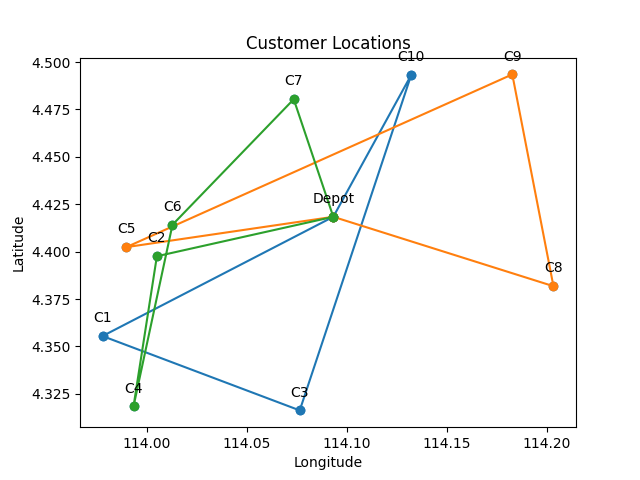 Customer Locations
C10
C9
4.500
C7
4.475
4.450
4.425
Depot
C6
C5
C2
4.400
C8
4.375
C1
4.350
C4
C3
4.325
Latitude
114.00
114.05
114.10
114.15
114.20
Longitude